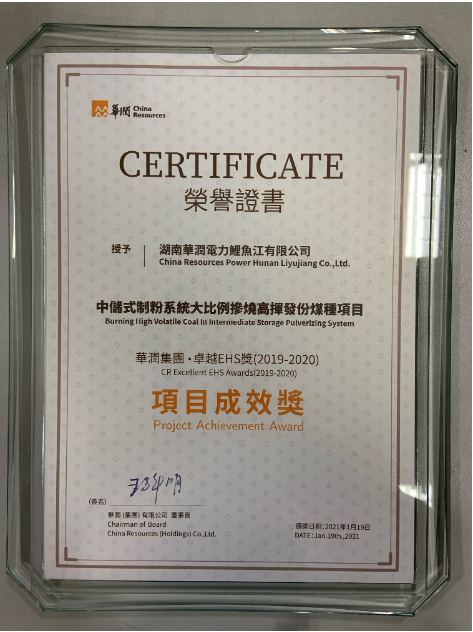 華潤 China
Resources
CERTIFICATE
榮譽證書
授予 湖南華潤電力鯉魚江有限公司
China Resources Power Hunan Liyujiang Co.,Ltd.
中儲式制粉系統大比例摻燒高揮發份煤種項目
Burning High Volatile Coal In Intermediate Storage Pulverizing System
華潤集團・卓越EHS獎(2019-2020)
CR Excellent EHS Awards(2019-2020)
項目成效獎
Project Achievement Award
(簽名)
華潤 (集團) 有限公司 董事長
Chairman of Board
China Resources (Holdings) Co.,Ltd.
頒獎日期:2021年1月19日
DATE: Jan.19th.,2021